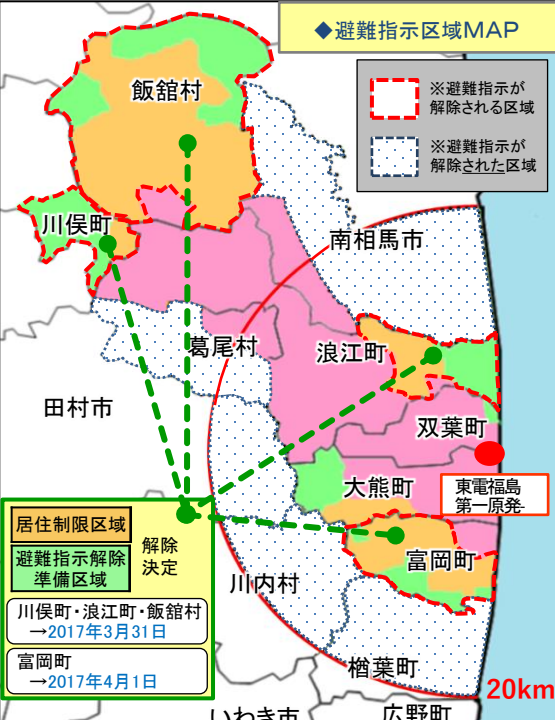 ◆避難指示区域MAP
※避難指示が
解除される区域
※避難指示が
解除された区域
飯舘村
川俣町
南相馬市
葛尾村
浪江町
田村市
双葉町
大熊町
東電福島
第一原発
富岡町
川内村
楢葉町
いわき市
広野町
20km
居住制限区域
避難指示解除
準備区域
解除
決定
川俣町・浪江町・飯舘村
→2017年3月31日
富岡町
→2017年4月1日